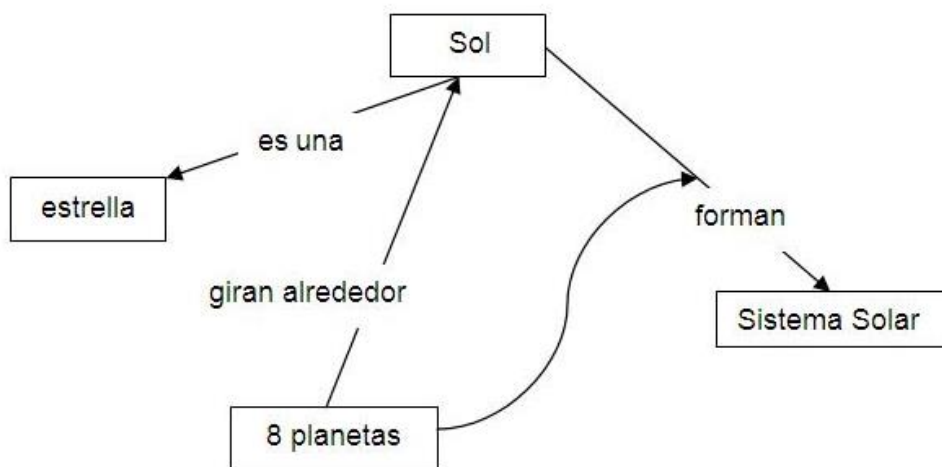 Sol
es una
estrella
forman
giran alrededor
Sistema Solar
8 planetas